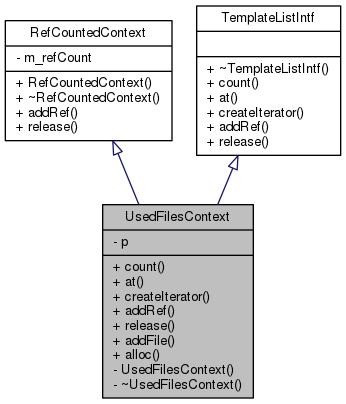 RefCountedContext
- m_refCount
+ RefCountedContext()
+ ~RefCountedContext()
+ addRef()
+ release()
TemplateListIntf
+ ~TemplateListIntf()
+ count()
+ at()
+ createIterator()
+ addRef()
+ release()
UsedFilesContext
- p
+ count()
+ at()
+ createIterator()
+ addRef()
+ release()
+ addFile()
+ alloc()
- UsedFilesContext()
- ~UsedFilesContext()